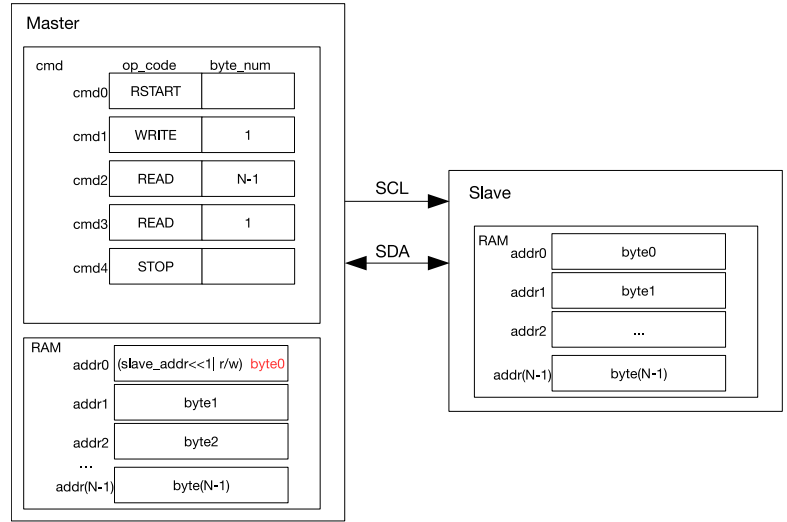 Master
cmd op_code byte_num
cmd0 RSTART
cmd1 WRITE 1
cmd2 READ N-1
cmd3 READ 1
cmd4 STOP
RAM
addr0 (slave_addr<<1| r/w) byte0
addr1 byte1
addr2 byte2
...
addr(N-1) byte(N-1)
SCL
SDA
Slave
RAM
addr0 byte0
addr1 byte1
addr2 ...
addr(N-1) byte(N-1)